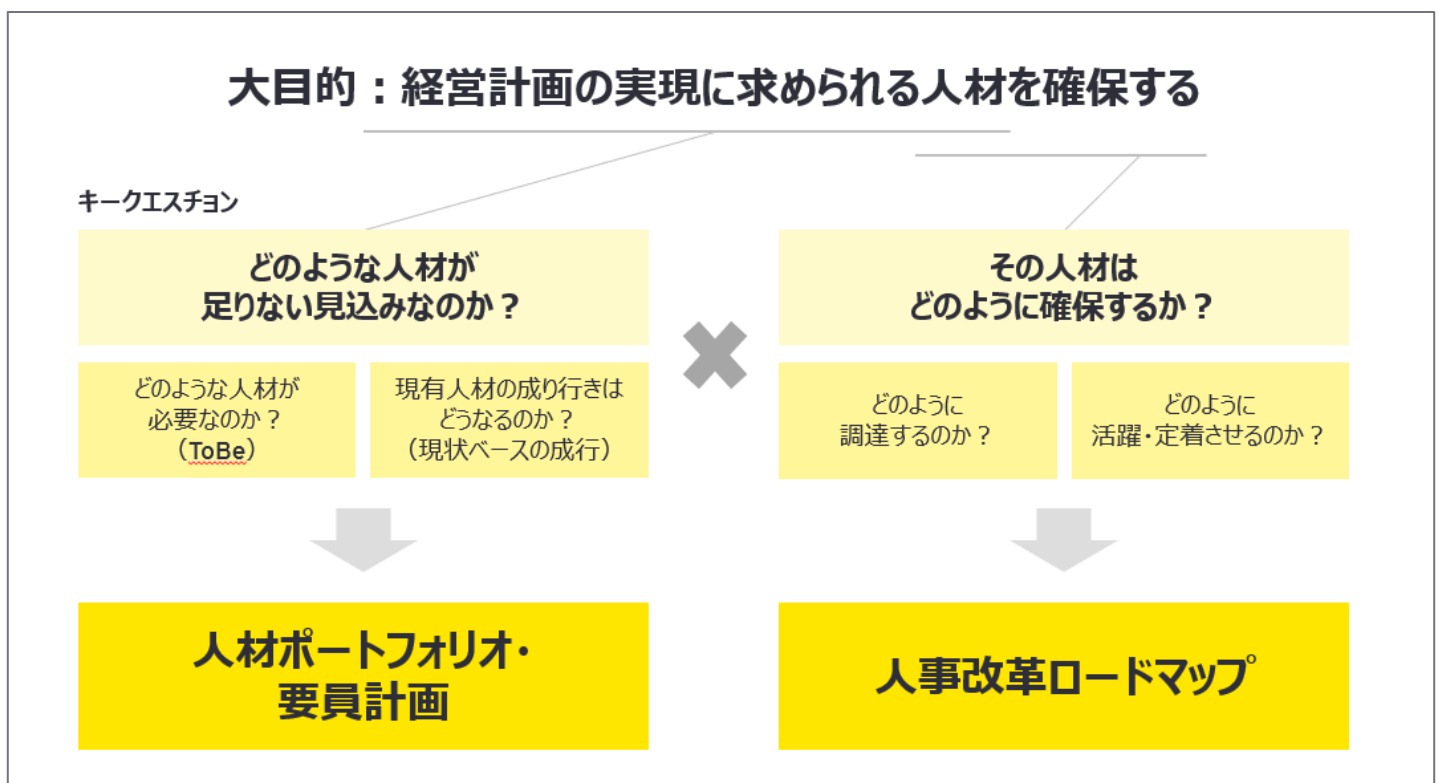 大目的：経営計画の実現に求められる人材を確保する
キークエスチョン
どのような人材が
足りない見込みなのか？
その人材は
どのように確保するか？
どのような人材が
必要なのか？
（ToBe）
現有人材の成り行きは
どうなるのか？
（現状ベースの成行）
どのように
調達するのか？
どのように
活躍・定着させるのか？
人材ポートフォリオ・
要員計画
人事改革ロードマップ